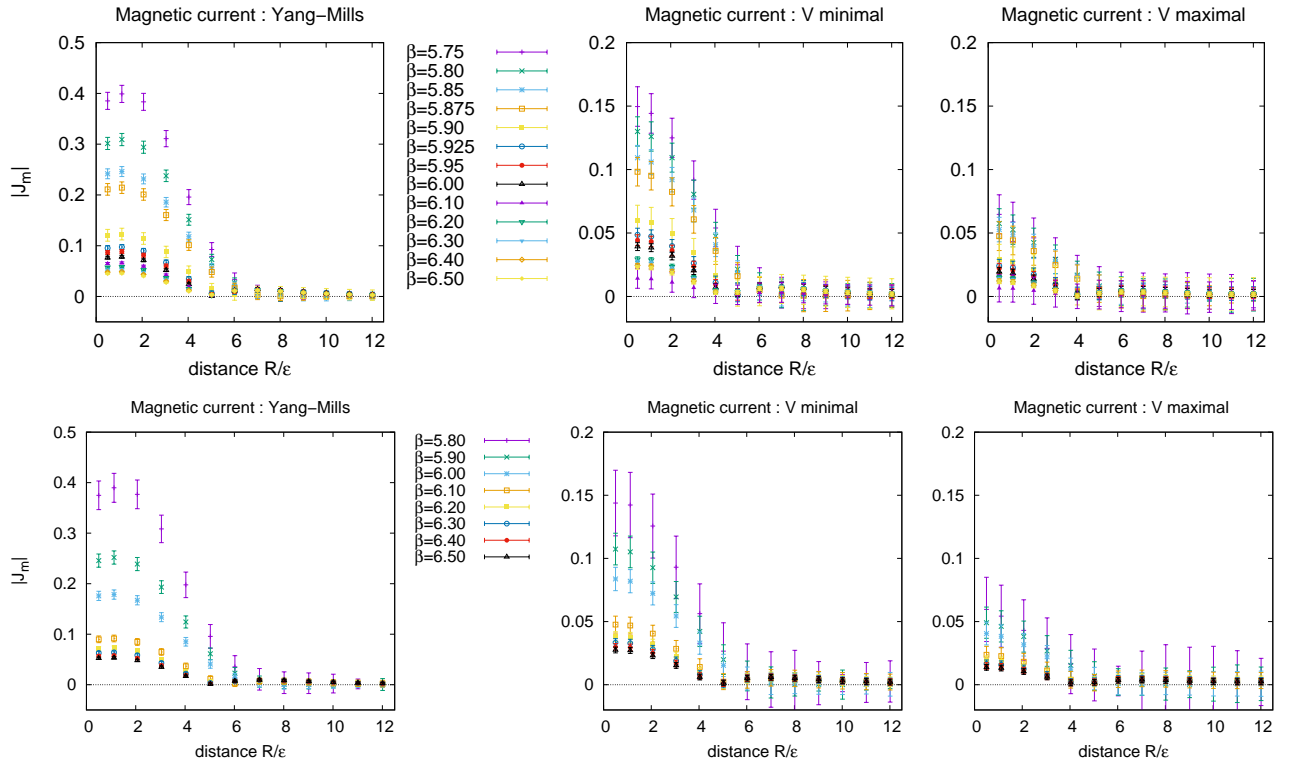 Magnetic current : Yang−Mills
|J_m|
0.5
0.4
0.3
0.2
0.1
0
0 2 4 6 8 10 12
distance R/ε
β=5.75
β=5.80
β=5.85
β=5.875
β=5.90
β=5.925
β=5.95
β=6.00
β=6.10
β=6.20
β=6.30
β=6.40
β=6.50
Magnetic current : V minimal
0.2
0.15
0.1
0.05
0
0 2 4 6 8 10 12
distance R/ε
Magnetic current : V maximal
0.2
0.15
0.1
0.05
0
0 2 4 6 8 10 12
distance R/ε
Magnetic current : Yang−Mills
|J_m|
0.5
0.4
0.3
0.2
0.1
0
0 2 4 6 8 10 12
distance R/ε
β=5.80
β=5.90
β=6.00
β=6.10
β=6.20
β=6.30
β=6.40
β=6.50
Magnetic current : V minimal
0.2
0.15
0.1
0.05
0
0 2 4 6 8 10 12
distance R/ε
Magnetic current : V maximal
0.2
0.15
0.1
0.05
0
0 2 4 6 8 10 12
distance R/ε